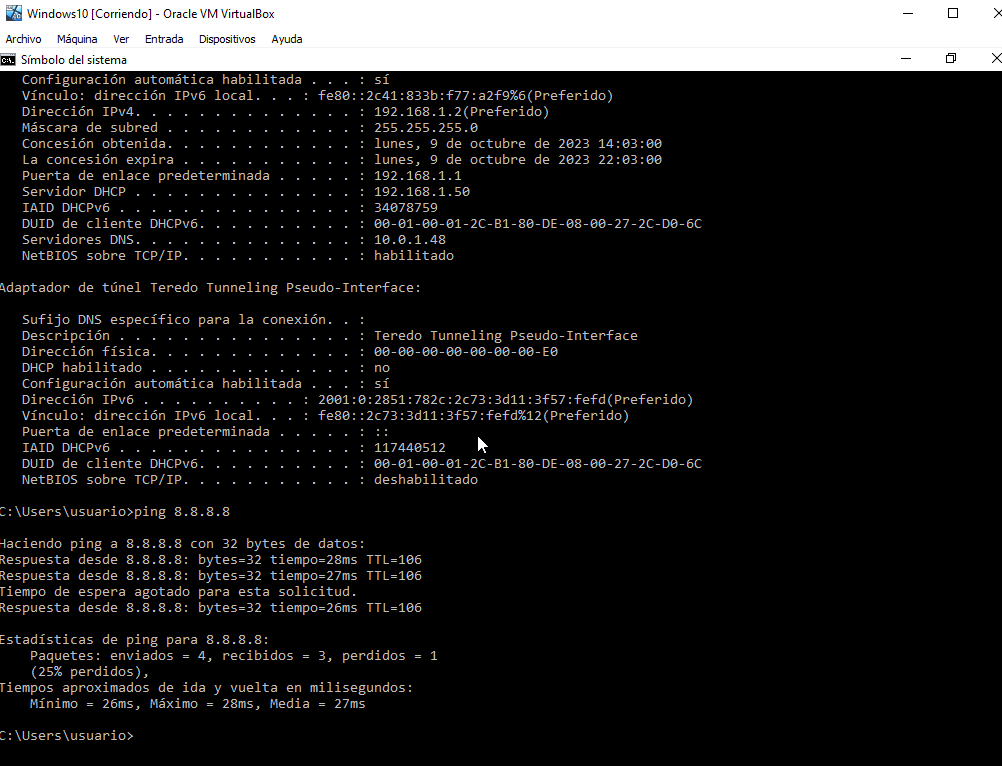 Windows10 [Corriendo] - Oracle VM VirtualBox
Archivo Máquina Ver Entrada Dispositivos Ayuda
Símbolo del sistema
Configuración automática habilitada . . . : sí
Vínculo: dirección IPv6 local. . . : fe80::2c41:833b:f77:a2f9%6(Preferido)
Dirección IPv4. . . . . . . . . . . . . . : 192.168.1.2(Preferido)
Máscara de subred . . . . . . . . . . . . : 255.255.255.0
Concesión obtenida. . . . . . . . . . . . : lunes, 9 de octubre de 2023 14:03:00
La concesión expira . . . . . . . . . . . : lunes, 9 de octubre de 2023 22:03:00
Puerta de enlace predeterminada . . . . . : 192.168.1.1
Servidor DHCP . . . . . . . . . . . . . . : 192.168.1.50
IAID DHCPv6 . . . . . . . . . . . . . . . : 34078759
DUID de cliente DHCPv6. . . . . . . . . . : 00-01-00-01-2C-B1-80-DE-08-00-27-2C-D0-6C
Servidores DNS. . . . . . . . . . . . . . : 10.0.1.48
NetBIOS sobre TCP/IP. . . . . . . . . . . : habilitado
Adaptador de túnel Teredo Tunneling Pseudo-Interface:
Sufijo DNS específico para la conexión. . :
Descripción . . . . . . . . . . . . . . . : Teredo Tunneling Pseudo-Interface
Dirección física. . . . . . . . . . . . . : 00-00-00-00-00-00-00-E0
DHCP habilitado . . . . . . . . . . . . . : no
Configuración automática habilitada . . . : sí
Dirección IPv6 . . . . . . . . . . : 2001:0:2851:782c:2c73:3d11:3f57:fefd(Preferido)
Vínculo: dirección IPv6 local. . . : fe80::2c73:3d11:3f57:fefd%12(Preferido)
Puerta de enlace predeterminada . . . . . : ::
IAID DHCPv6 . . . . . . . . . . . . . . . : 117440512
DUID de cliente DHCPv6. . . . . . . . . . : 00-01-00-01-2C-B1-80-DE-08-00-27-2C-D0-6C
NetBIOS sobre TCP/IP. . . . . . . . . . . : deshabilitado
C:\Users\usuario>ping 8.8.8.8
Haciendo ping a 8.8.8.8 con 32 bytes de datos:
Respuesta desde 8.8.8.8: bytes=32 tiempo=28ms TTL=106
Respuesta desde 8.8.8.8: bytes=32 tiempo=27ms TTL=106
Tiempo de espera agotado para esta solicitud.
Respuesta desde 8.8.8.8: bytes=32 tiempo=26ms TTL=106
Estadísticas de ping para 8.8.8.8:
Paquetes: enviados = 4, recibidos = 3, perdidos = 1
(25% perdidos),
Tiempos aproximados de ida y vuelta en milisegundos:
Mínimo = 26ms, Máximo = 28ms, Media = 27ms
C:\Users\usuario>